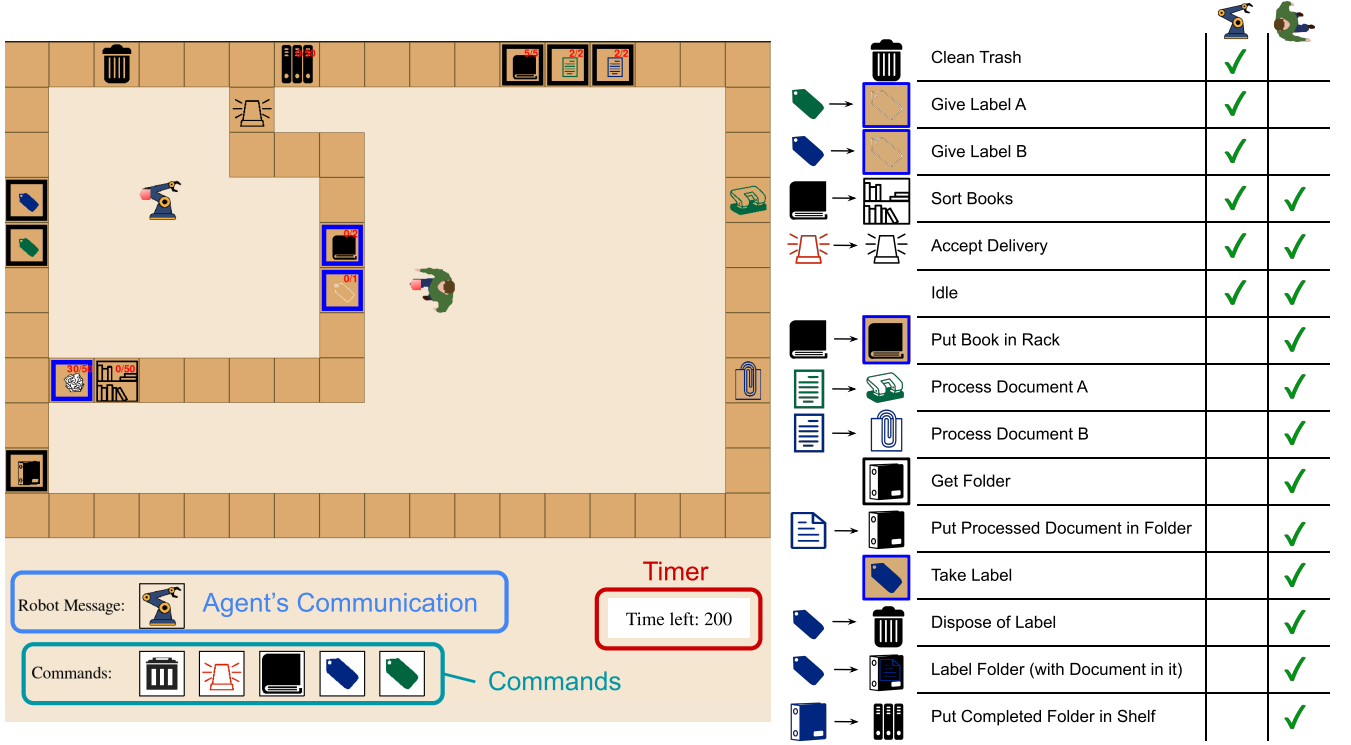 0/50
5/5
2/2
2/2
0/2
0/1
30/50
0/50
Robot Message:
Agent's Communication
Timer
Time left: 200
Commands:
Commands
Clean Trash
Give Label A
Give Label B
Sort Books
Accept Delivery
Idle
Put Book in Rack
Process Document A
Process Document B
Get Folder
Put Processed Document in Folder
Take Label
Dispose of Label
Label Folder (with Document in it)
Put Completed Folder in Shelf